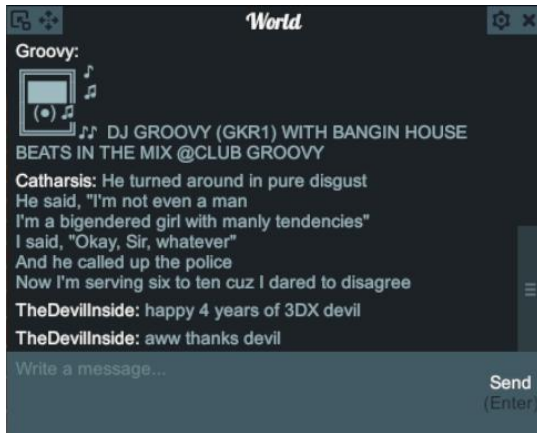 World
Groovy:
♪
♫
(●) ♫
♪♪ DJ GROOVY (GKR1) WITH BANGIN HOUSE
BEATS IN THE MIX @CLUB GROOVY
Catharsis: He turned around in pure disgust
He said, "I'm not even a man
I'm a bigendered girl with manly tendencies"
I said, "Okay, Sir, whatever"
And he called up the police
Now I'm serving six to ten cuz I dared to disagree
TheDevilInside: happy 4 years of 3DX devil
TheDevilInside: aww thanks devil
Write a message...
Send
(Enter)